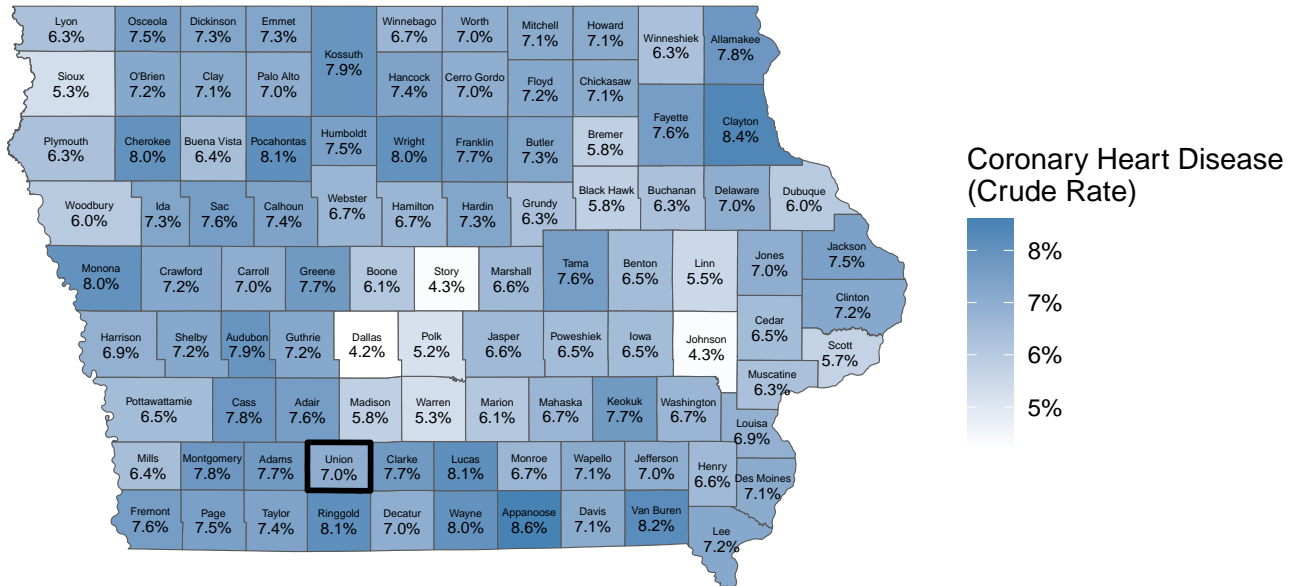 Lyon
6.3%
Osceola
7.5%
Dickinson
7.3%
Emmet
7.3%
Kossuth
7.9%
Winnebago
6.7%
Worth
7.0%
Mitchell
7.1%
Howard
7.1%
Winneshiek
6.3%
Allamakee
7.8%
Sioux
5.3%
O'Brien
7.2%
Clay
7.1%
Palo Alto
7.0%
Hancock
7.4%
Cerro Gordo
7.0%
Floyd
7.2%
Chickasaw
7.1%
Fayette
7.6%
Clayton
8.4%
Plymouth
6.3%
Cherokee
8.0%
Buena Vista
6.4%
Pocahontas
8.1%
Humboldt
7.5%
Wright
8.0%
Franklin
7.7%
Butler
7.3%
Bremer
5.8%
Woodbury
6.0%
Ida
7.3%
Sac
7.6%
Calhoun
7.4%
Webster
6.7%
Hamilton
6.7%
Hardin
7.3%
Grundy
6.3%
Black Hawk
5.8%
Buchanan
6.3%
Delaware
7.0%
Dubuque
6.0%
Monona
8.0%
Crawford
7.2%
Carroll
7.0%
Greene
7.7%
Boone
6.1%
Story
4.3%
Marshall
6.6%
Tama
7.6%
Benton
6.5%
Linn
5.5%
Jones
7.0%
Jackson
7.5%
Clinton
7.2%
Harrison
6.9%
Shelby
7.2%
Audubon
7.9%
Guthrie
7.2%
Dallas
4.2%
Polk
5.2%
Jasper
6.6%
Poweshiek
6.5%
Iowa
6.5%
Johnson
4.3%
Cedar
6.5%
Scott
5.7%
Muscatine
6.3%
Pottawattamie
6.5%
Cass
7.8%
Adair
7.6%
Madison
5.8%
Warren
5.3%
Marion
6.1%
Mahaska
6.7%
Keokuk
7.7%
Washington
6.7%
Louisa
6.9%
Mills
6.4%
Montgomery
7.8%
Adams
7.7%
Union
7.0%
Clarke
7.7%
Lucas
8.1%
Monroe
6.7%
Wapello
7.1%
Jefferson
7.0%
Henry
6.6%
Des Moines
7.1%
Fremont
7.6%
Page
7.5%
Taylor
7.4%
Ringgold
8.1%
Decatur
7.0%
Wayne
8.0%
Appanoose
8.6%
Davis
7.1%
Van Buren
8.2%
Lee
7.2%
Coronary Heart Disease
(Crude Rate)
8%
7%
6%
5%